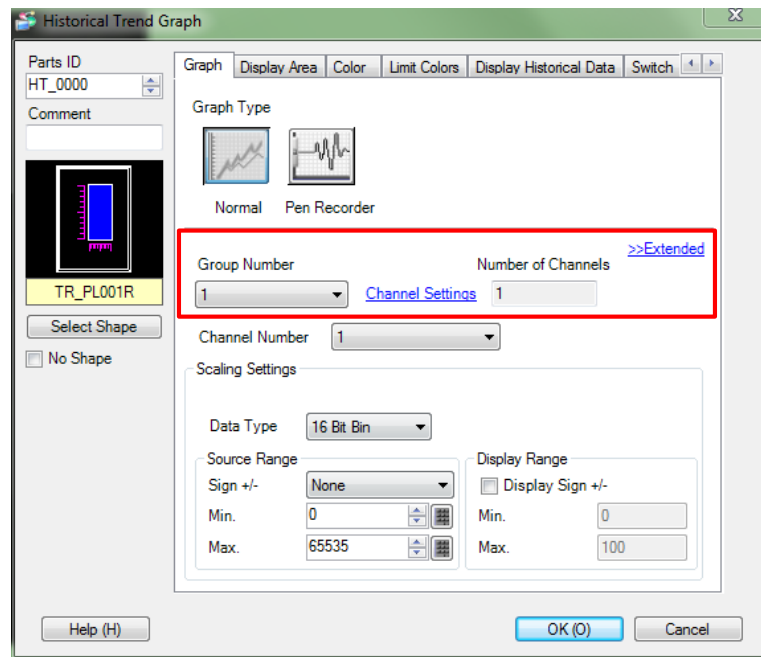 Historical Trend Graph
Parts ID
HT_0000
Comment
TR_PL001R
Select Shape
No Shape
Graph Display Area Color Limit Colors Display Historical Data Switch
Graph Type
Normal Pen Recorder
>>Extended
Group Number Number of Channels
1 Channel Settings 1
Channel Number 1
Scaling Settings
Data Type 16 Bit Bin
Source Range Display Range
Sign +/- None Display Sign +/-
Min. 0 Min. 0
Max. 65535 Max. 100
Help (H) OK (O) Cancel